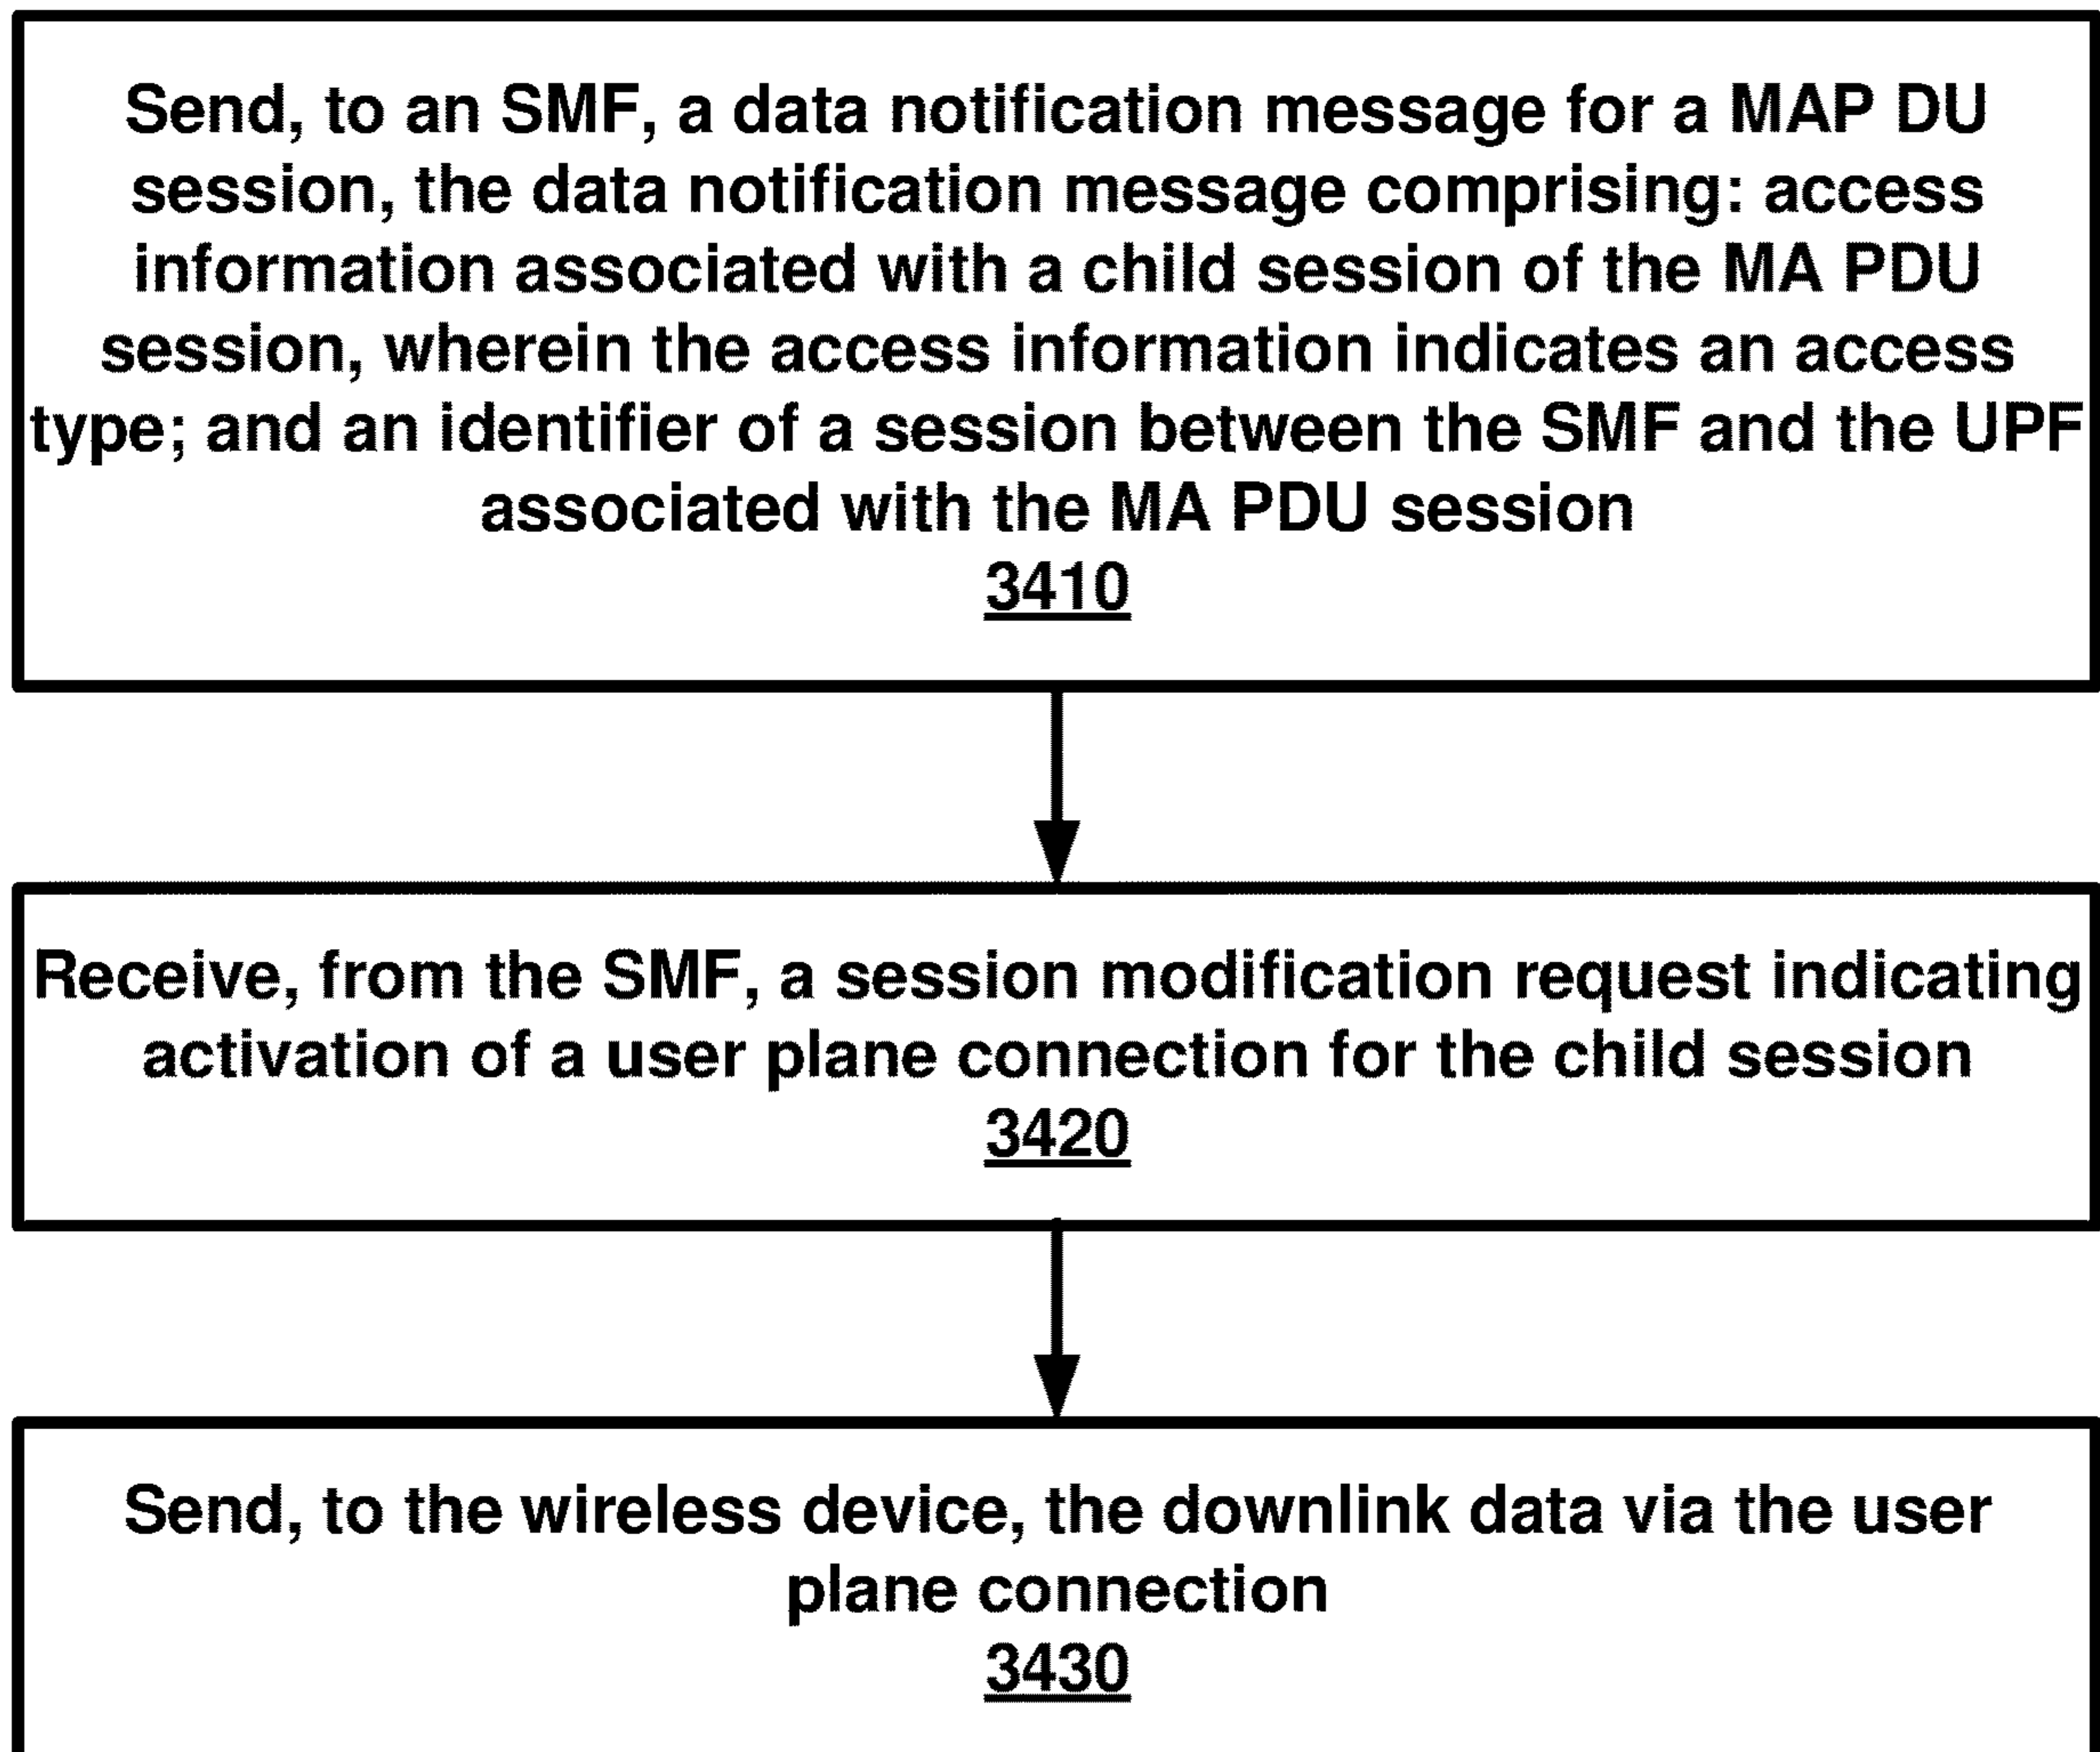 Send, to an SMF, a data notification message for a MAP DU
session, the data notification message comprising: access
information associated with a child session of the MA PDU
session, wherein the access information indicates an access
type; and an identifier of a session between the SMF and the UPF
associated with the MA PDU session
3410
Receive, from the SMF, a session modification request indicating
activation of a user plane connection for the child session
3420
Send, to the wireless device, the downlink data via the user
plane connection
3430